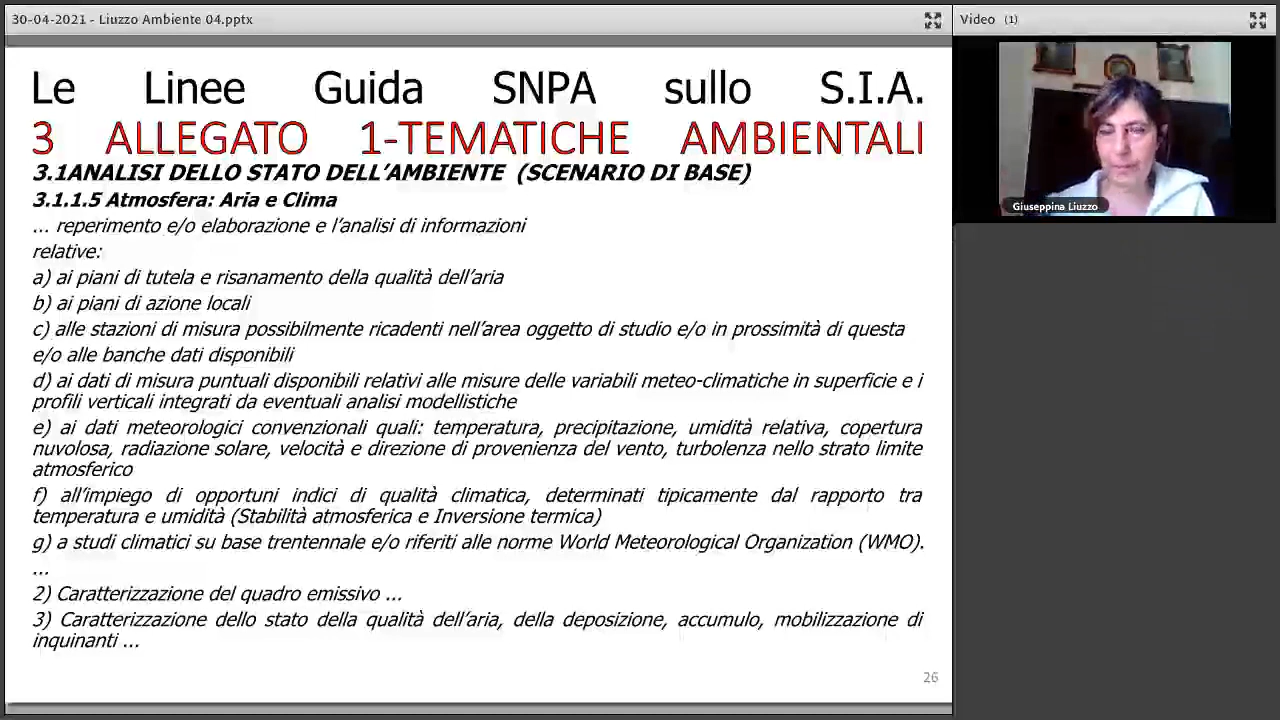 30-04-2021 - Liuzzo Ambiente 04.pptx
Video (1)
Le Linee Guida SNPA sullo S.I.A.
3 ALLEGATO 1-TEMATICHE AMBIENTALI
3.1ANALISI DELLO STATO DELL'AMBIENTE (SCENARIO DI BASE)
3.1.1.5 Atmosfera: Aria e Clima
... reperimento e/o elaborazione e l'analisi di informazioni
relative:
a) ai piani di tutela e risanamento della qualità dell'aria
b) ai piani di azione locali
c) alle stazioni di misura possibilmente ricadenti nell'area oggetto di studio e/o in prossimità di questa
e/o alle banche dati disponibili
d) ai dati di misura puntuali disponibili relativi alle misure delle variabili meteo-climatiche in superficie e i
profili verticali integrati da eventuali analisi modellistiche
e) ai dati meteorologici convenzionali quali: temperatura, precipitazione, umidità relativa, copertura
nuvolosa, radiazione solare, velocità e direzione di provenienza del vento, turbolenza nello strato limite
atmosferico
f) all'impiego di opportuni indici di qualità climatica, determinati tipicamente dal rapporto tra
temperatura e umidità (Stabilità atmosferica e Inversione termica)
g) a studi climatici su base trentennale e/o riferiti alle norme World Meteorological Organization (WMO).
...
2) Caratterizzazione del quadro emissivo ...
3) Caratterizzazione dello stato della qualità dell'aria, della deposizione, accumulo, mobilizzazione di
inquinanti ...
26
Giuseppina Liuzzo